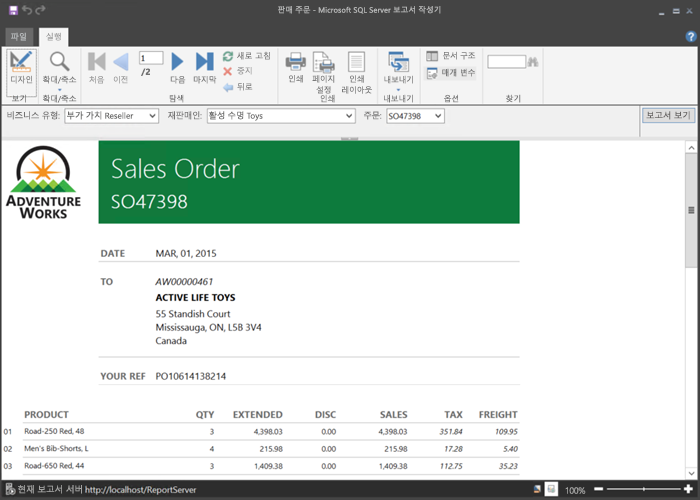 판매 주문 - Microsoft SQL Server 보고서 작성기
파일 실행
디자인 확대/축소 처음 이전 1 /2 다음 마지막 새로 고침 중지 뒤로 인쇄 페이지 설정 인쇄 레이아웃 내보내기 문서 구조 매개 변수
보기 확대/축소 탐색 인쇄 내보내기 옵션 찾기
비즈니스 유형: 부가 가치 Reseller 재판매인: 활성 수명 Toys 주문: SO47398 보고서 보기
ADVENTURE WORKS
Sales Order
SO47398
DATE MAR, 01, 2015
TO AW00000461
ACTIVE LIFE TOYS
55 Standish Court
Mississauga, ON, L5B 3V4
Canada
YOUR REF PO10614138214
PRODUCT QTY EXTENDED DISC SALES TAX FREIGHT
01 Road-250 Red, 48 3 4,398.03 0.00 4,398.03 351.84 109.95
02 Men's Bib-Shorts, L 4 215.98 0.00 215.98 17.28 5.40
03 Road-650 Red, 44 3 1,409.38 0.00 1,409.38 112.75 35.23
현재 보고서 서버 http://localhost/ReportServer 100%